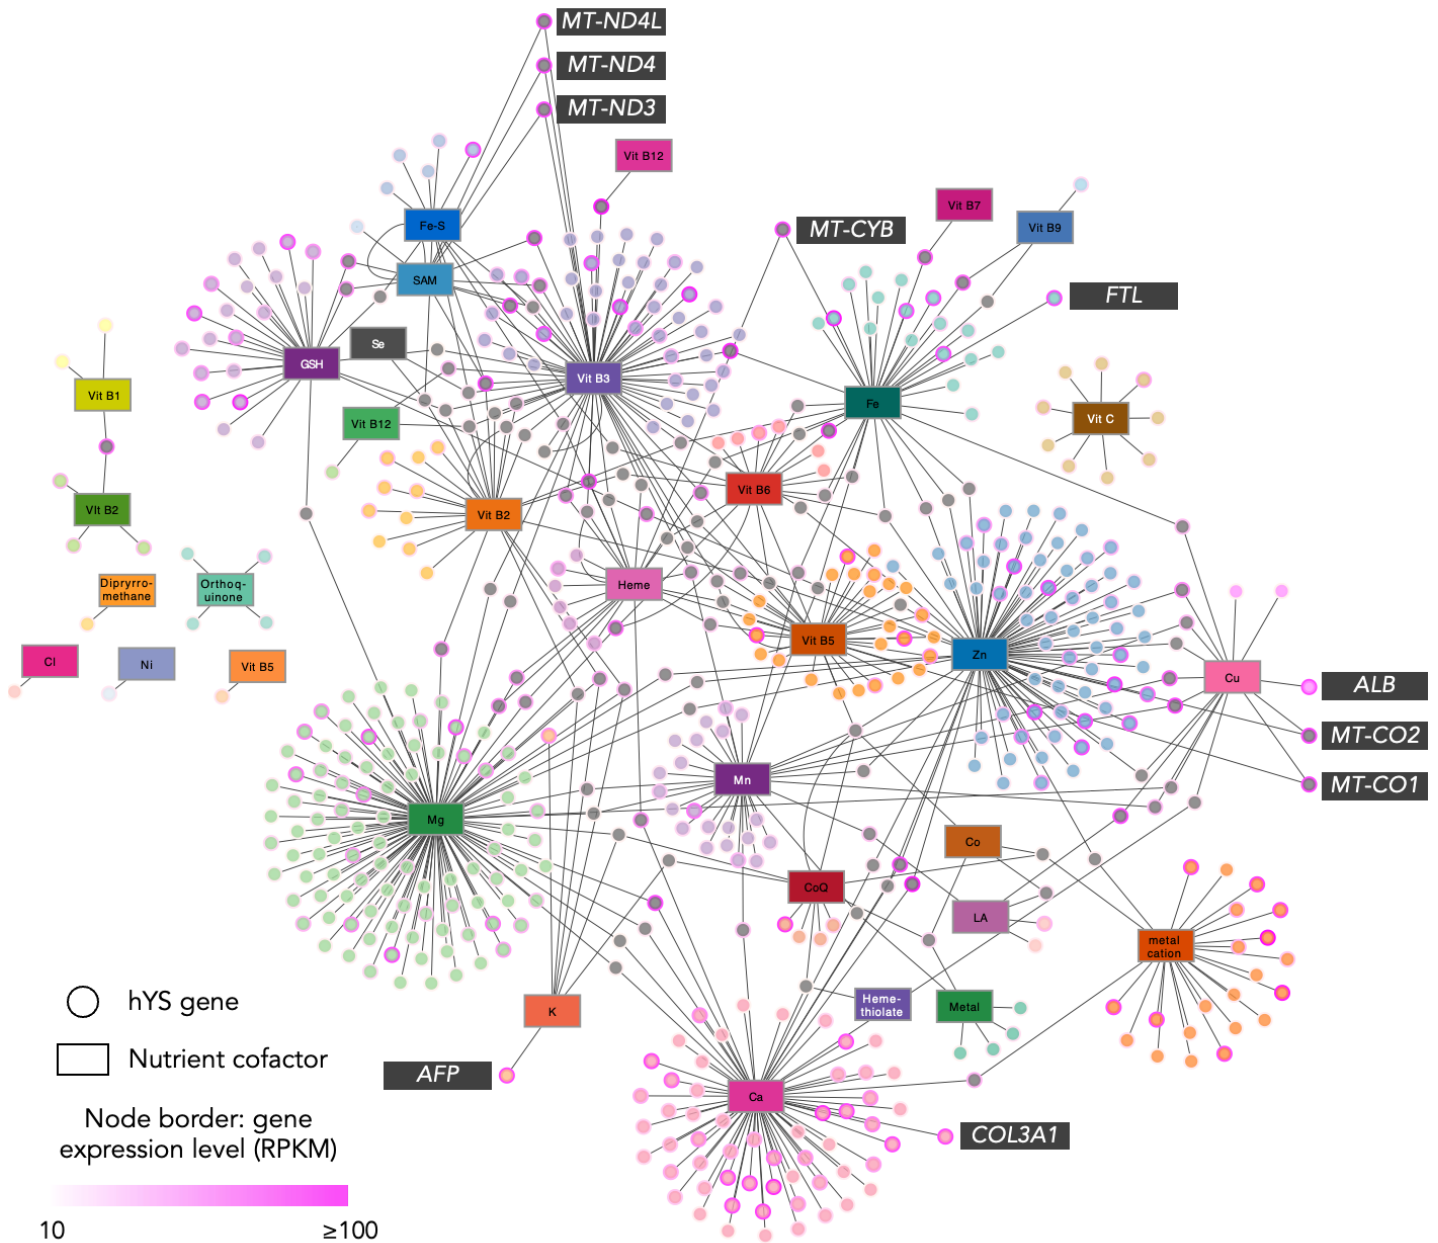 MT-ND4L
MT-ND4
MT-ND3
Vit B12
MT-CYB
Vit B7
Vit B9
Fe-S
SAM
FTL
Se
GSH
Vit B3
Vit B1
Vit B12
Fe
Vit C
Vit B6
VIt B2
Vit B2
Dipryrro-
methane
Orthoq-
uinone
Heme
Vit B5
Zn
Cl
Ni
Vit B5
Cu
ALB
MT-CO2
MT-CO1
Mn
Mg
Co
CoQ
LA
metal
cation
hYS gene
K
Heme-
thiolate
Metal
Nutrient cofactor
AFP
Ca
COL3A1
Node border: gene
expression level (RPKM)
10
≥100